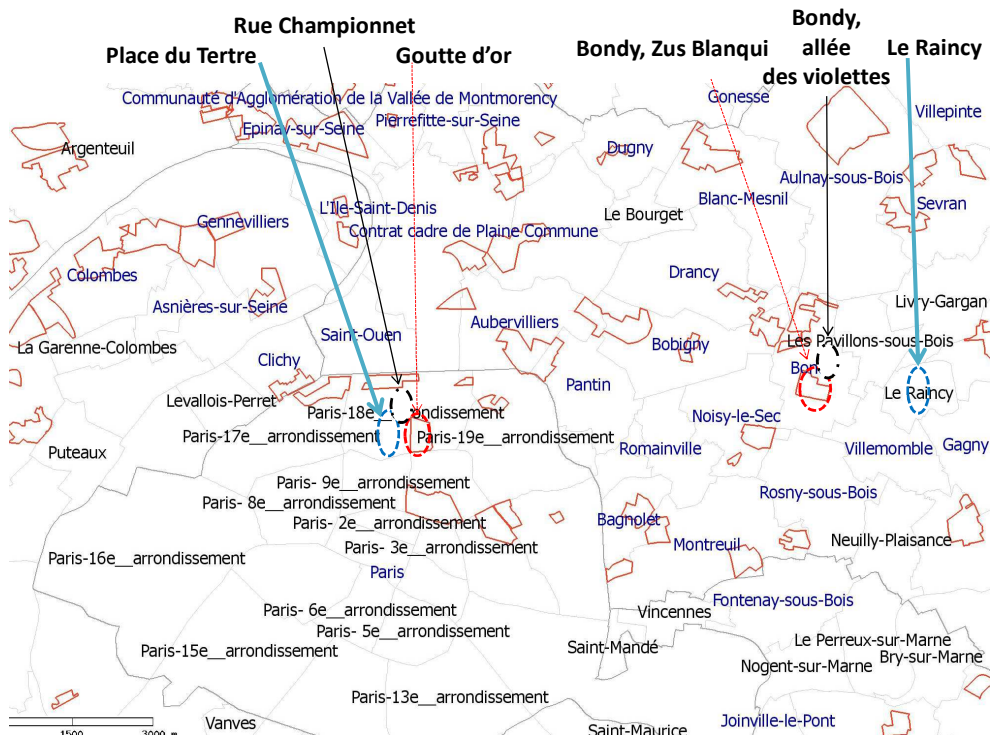 Rue Championnet
Place du Tertre
Goutte d’or
Bondy, Zus Blanqui
Bondy,
allée
des violettes
Le Raincy
Communauté d'Agglomération de la Vallée de Montmorency
Gonesse
Villepinte
Epinay-sur-Seine
Pierrefitte-sur-Seine
Argenteuil
Dugny
Aulnay-sous-Bois
Blanc-Mesnil
Sevran
L'Ile-Saint-Denis
Le Bourget
Gennevilliers
Contrat cadre de Plaine Commune
Colombes
Drancy
Asnières-sur-Seine
Livry-Gargan
Aubervilliers
Saint-Ouen
La Garenne-Colombes
Bobigny
Les Pavillons-sous-Bois
Clichy
Bon
Pantin
Le Raincy
Levallois-Perret
Paris-18e__ ondissement
Noisy-le-Sec
Paris-17e__arrondissement
Paris-19e__arrondissement
Puteaux
Romainville
Villemomble
Gagny
Paris- 9e__arrondissement
Paris- 8e__arrondissement
Rosny-sous-Bois
Paris- 2e__arrondissement
Bagnolet
Paris- 3e__arrondissement
Montreuil
Neuilly-Plaisance
Paris-16e__arrondissement
Paris
Fontenay-sous-Bois
Paris- 6e__arrondissement
Vincennes
Paris- 5e__arrondissement
Saint-Mandé
Le Perreux-sur-Marne
Paris-15e__arrondissement
Bry-sur-Marne
Nogent-sur-Marne
Paris-13e__arrondissement
Vanves
Joinville-le-Pont
Saint-Maurice
1500
3000 m